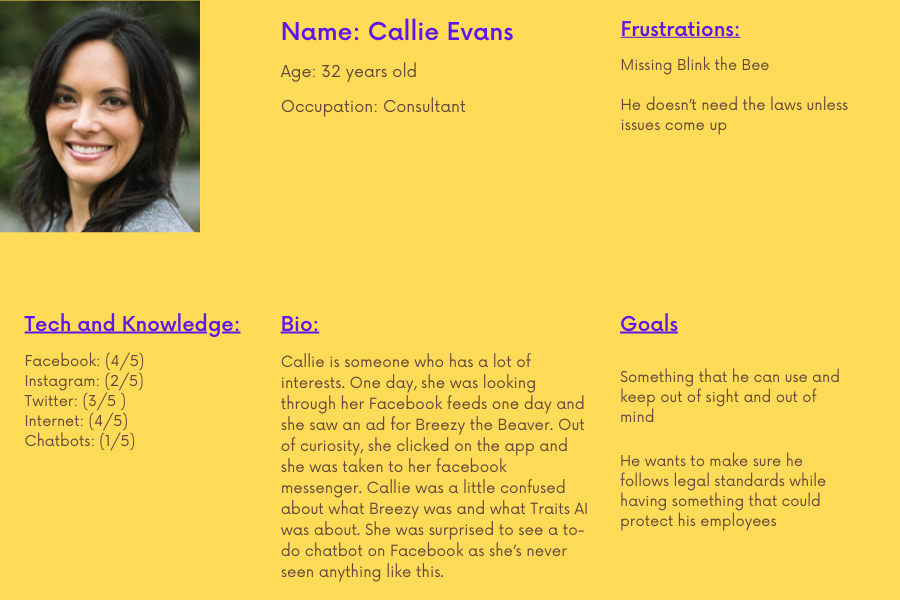 Name: Callie Evans
Age: 32 years old
Occupation: Consultant
Frustrations:
Missing Blink the Bee
He doesn’t need the laws unless
issues come up
Tech and Knowledge:
Facebook: (4/5)
Instagram: (2/5)
Twitter: (3/5 )
Internet: (4/5)
Chatbots: (1/5)
Bio:
Callie is someone who has a lot of
interests. One day, she was looking
through her Facebook feeds one day and
she saw an ad for Breezy the Beaver. Out
of curiosity, she clicked on the app and
she was taken to her facebook
messenger. Callie was a little confused
about what Breezy was and what Traits AI
was about. She was surprised to see a to-
do chatbot on Facebook as she’s never
seen anything like this.
Goals
Something that he can use and
keep out of sight and out of
mind
He wants to make sure he
follows legal standards while
having something that could
protect his employees